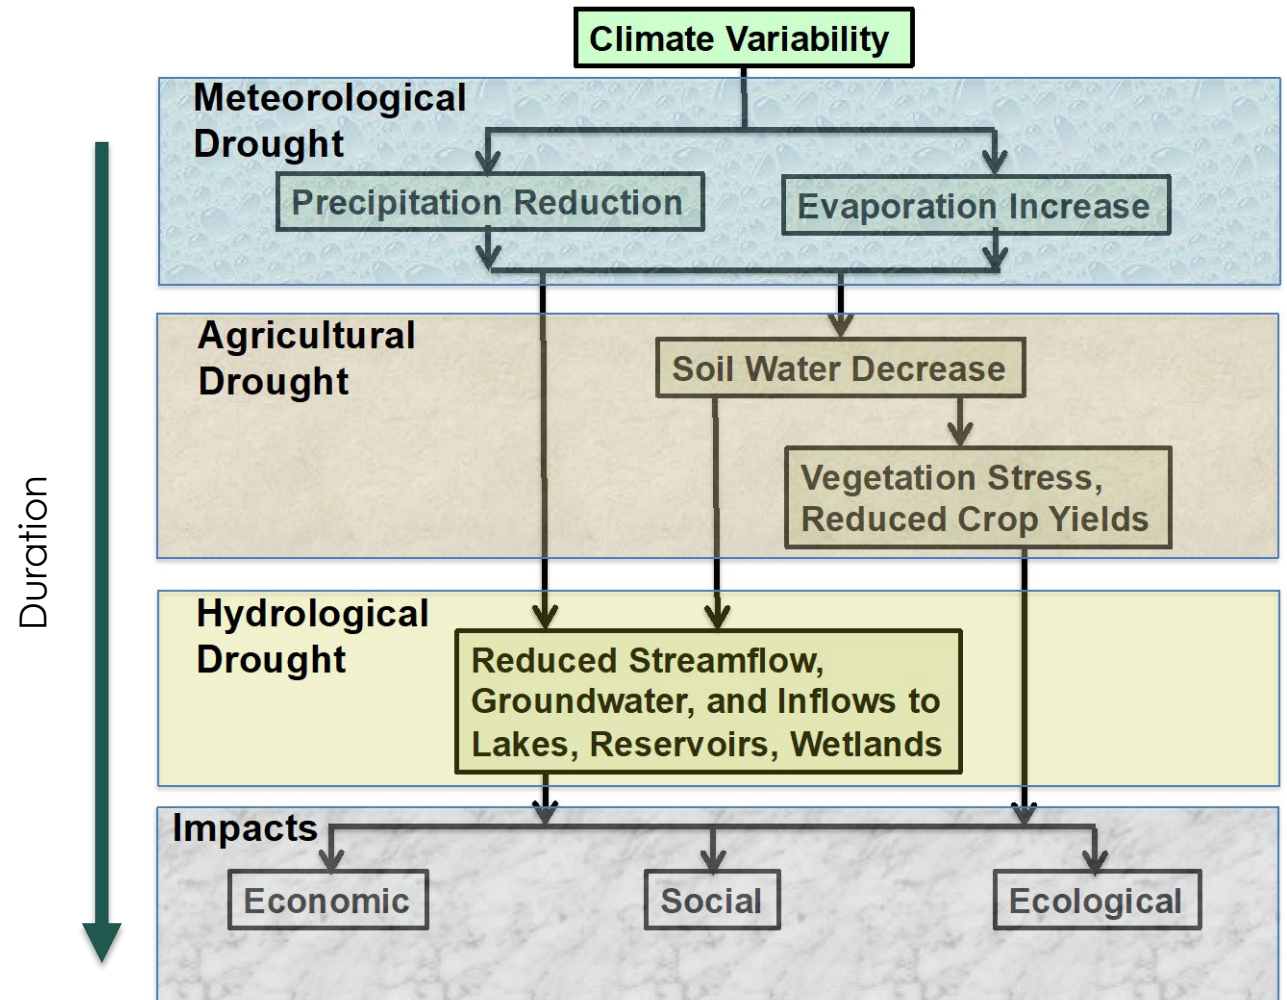 Climate Variability
Meteorological
Drought
Precipitation Reduction
Evaporation Increase
Agricultural
Drought
Soil Water Decrease
Vegetation Stress,
Reduced Crop Yields
Duration
Hydrological
Drought
Reduced Streamflow,
Groundwater, and Inflows to
Lakes, Reservoirs, Wetlands
Impacts
Economic
Social
Ecological